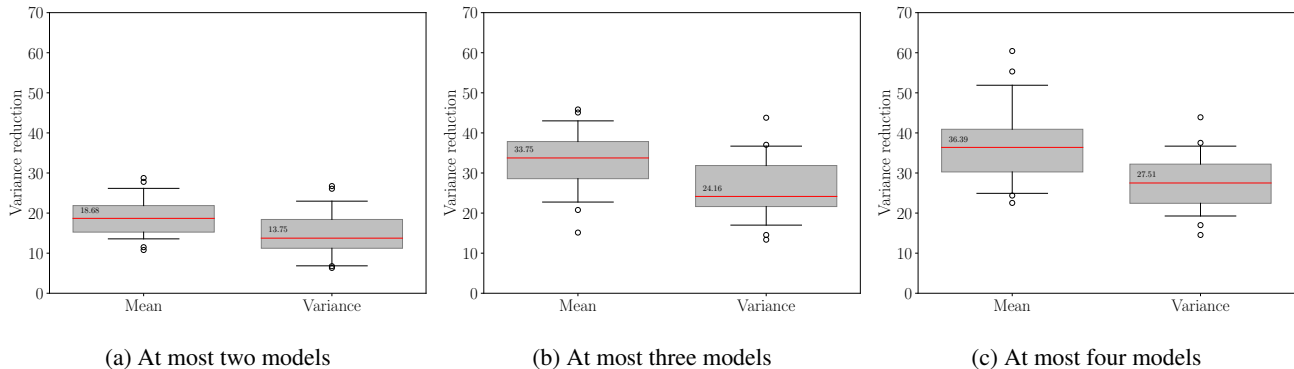 Variance reduction
70
60
50
40
30
20
10
0
18.68
13.75
Mean
Variance
(a) At most two models
Variance reduction
70
60
50
40
30
20
10
0
33.75
24.16
Mean
Variance
(b) At most three models
Variance reduction
70
60
50
40
30
20
10
0
36.39
27.51
Mean
Variance
(c) At most four models